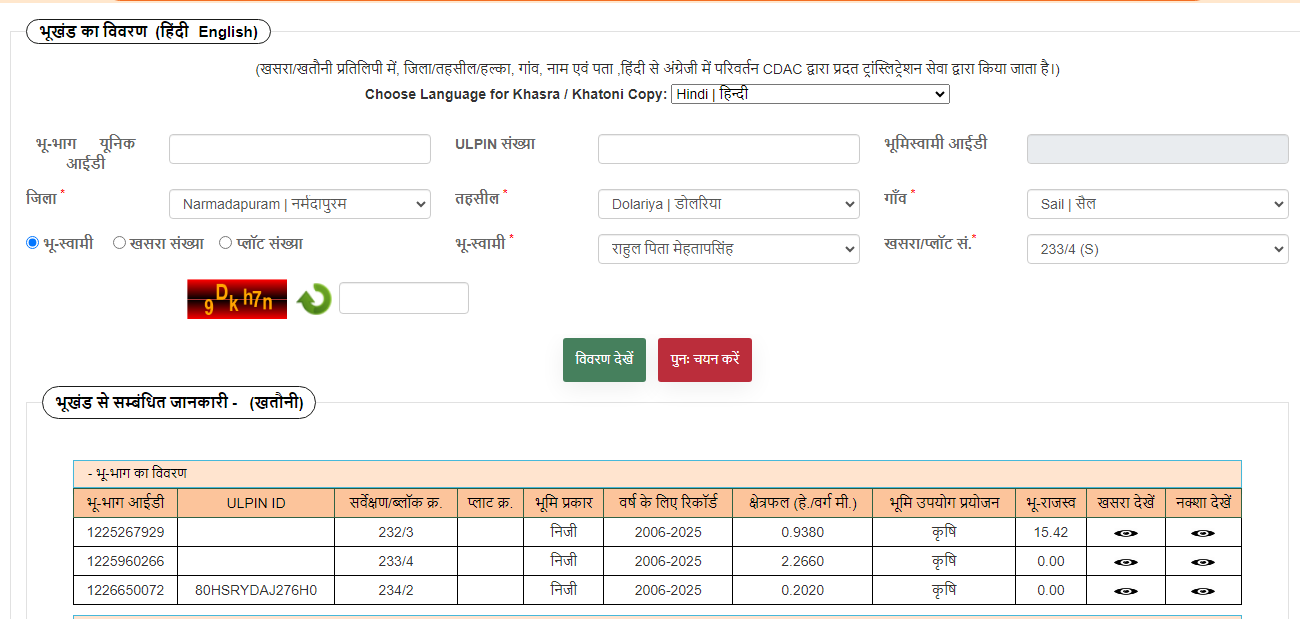 भूखंड का विवरण (हिंदी English)
(खसरा/खतौनी प्रतिलिपी में, जिला/तहसील/हल्का, गांव, नाम एवं पता ,हिंदी से अंग्रेजी में परिवर्तन CDAC द्वारा प्रदत ट्रांस्लिट्रेशन सेवा द्वारा किया जाता है।)
Choose Language for Khasra / Khatoni Copy: Hindi | हिन्दी
भू-भाग यूनिक आईडी ULPIN संख्या भूमिस्वामी आईडी
जिला * Narmadapuram | नर्मदापुरम तहसील * Dolariya | डोलरिया गाँव * Sail | सैल
भू-स्वामी खसरा संख्या प्लॉट संख्या भू-स्वामी * राहुल पिता मेहतापसिंह खसरा/प्लॉट सं.* 233/4 (S)
9Dkh7n
विवरण देखें पुनः चयन करें
भूखंड से सम्बंधित जानकारी - (खतौनी)
- भू-भाग का विवरण
भू-भाग आईडी ULPIN ID सर्वेक्षण/ब्लॉक क्र. प्लाट क्र. भूमि प्रकार वर्ष के लिए रिकॉर्ड क्षेत्रफल (हे./वर्ग मी.) भूमि उपयोग प्रयोजन भू-राजस्व खसरा देखें नक्शा देखें
1225267929 232/3 निजी 2006-2025 0.9380 कृषि 15.42
1225960266 233/4 निजी 2006-2025 2.2660 कृषि 0.00
1226650072 80HSRYDAJ276H0 234/2 निजी 2006-2025 0.2020 कृषि 0.00